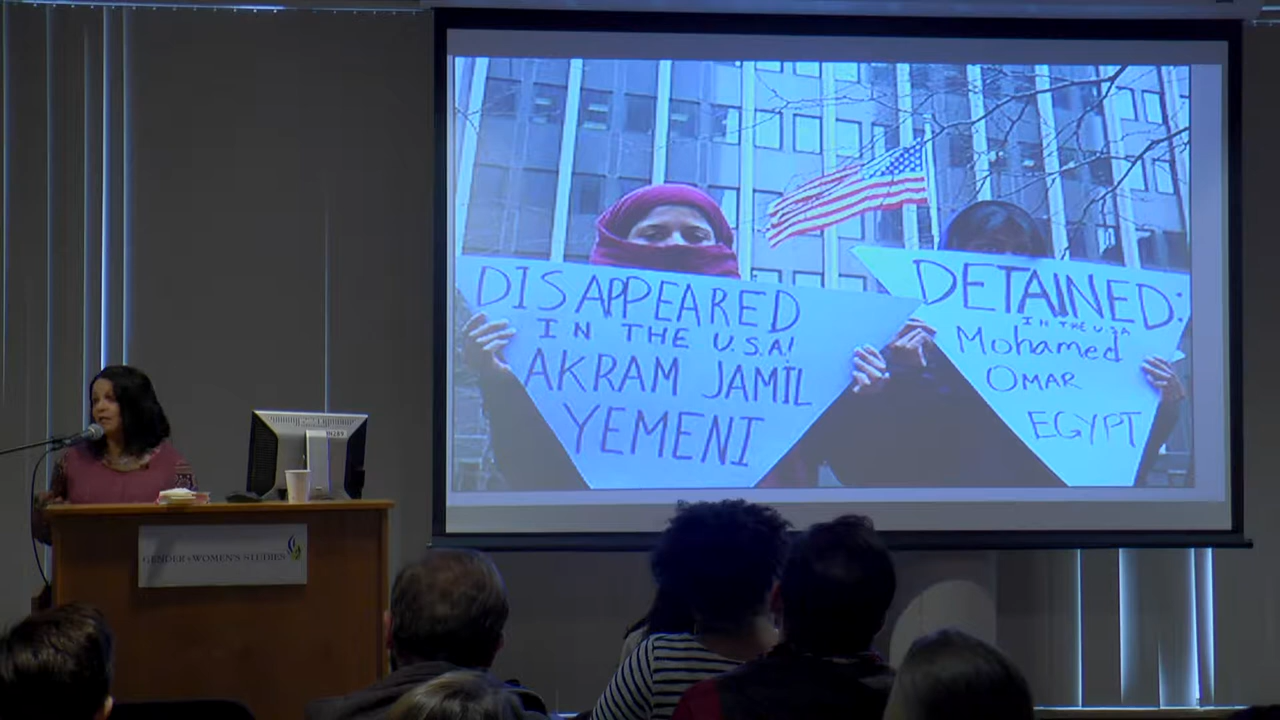 DISAPPEARED
IN THE U.S.A!
AKRAM JAMIL
YEMENI
DETAINED:
IN THE U.S.A
Mohamed
OMAR
EGYPT
GENDER & WOMEN'S STUDIES